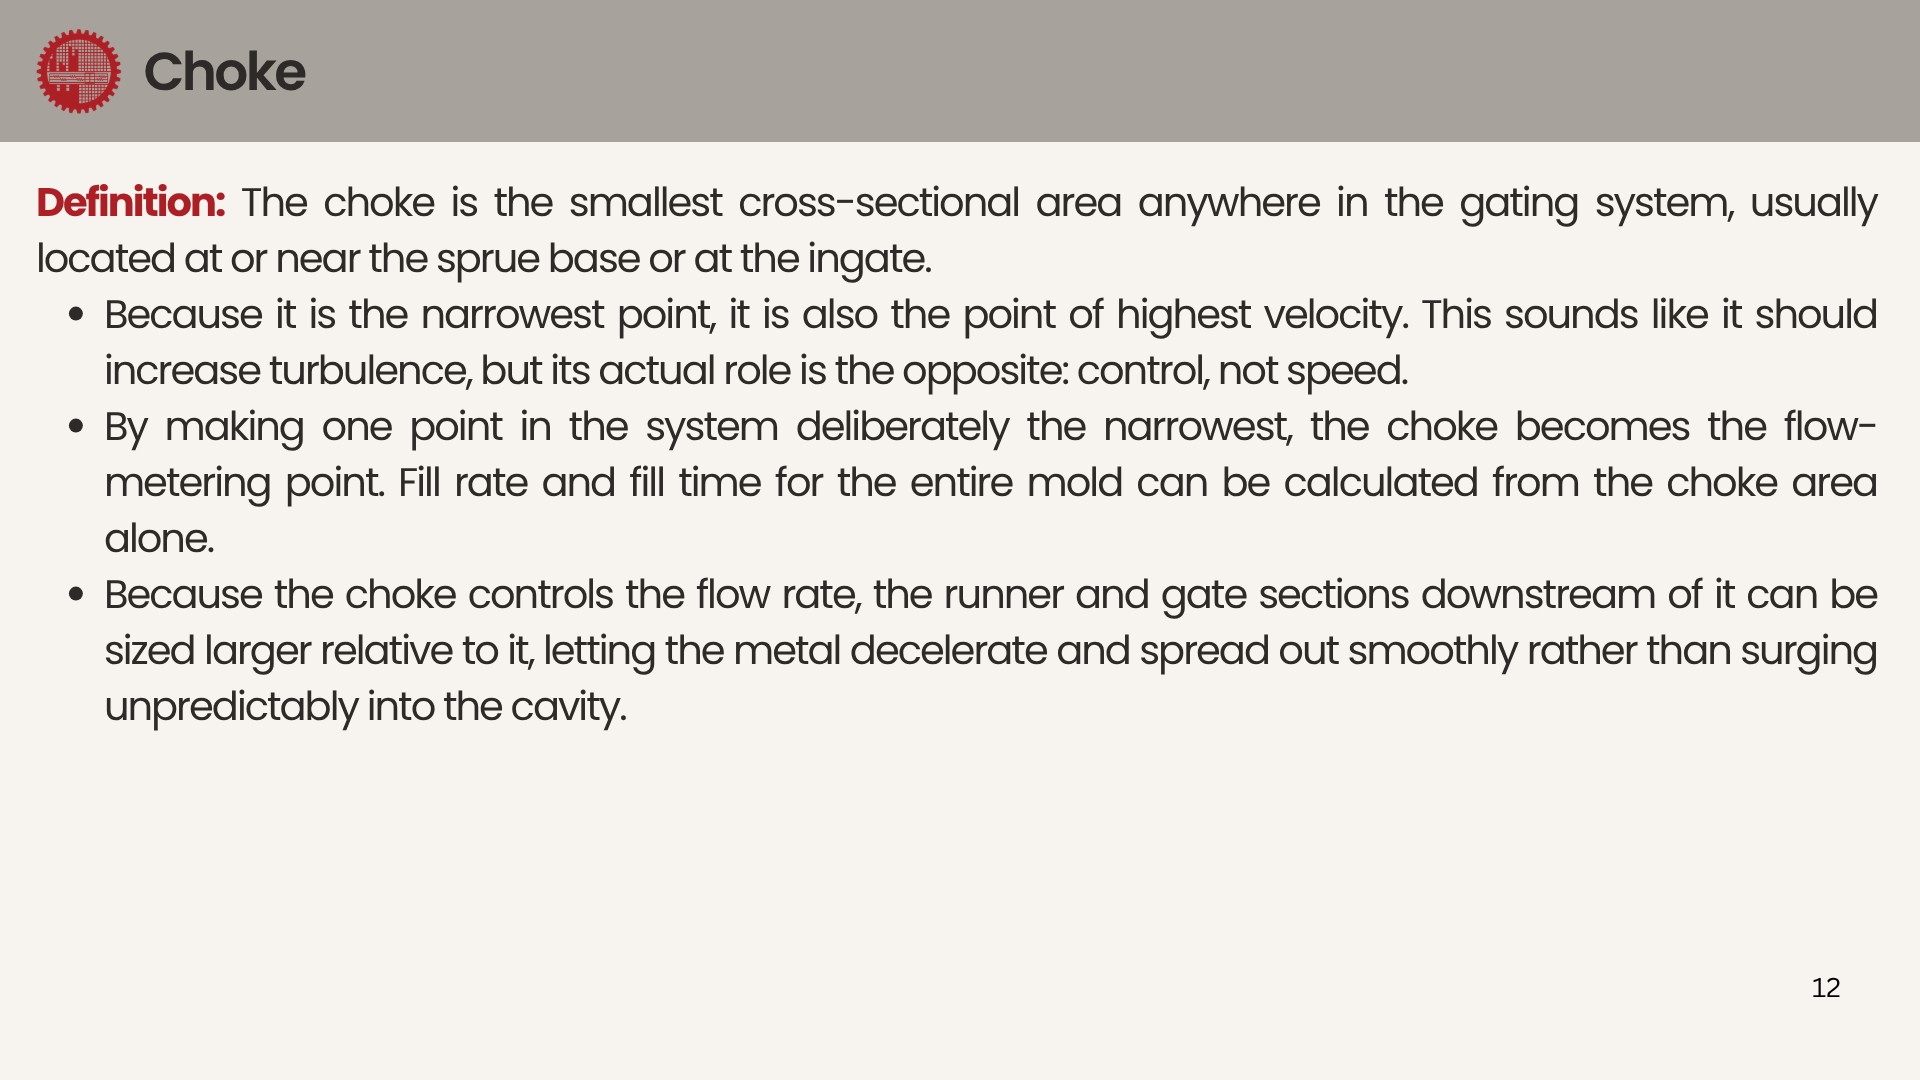 Choke
Definition: The choke is the smallest cross-sectional area anywhere in the gating system, usually
located at or near the sprue base or at the ingate.
• Because it is the narrowest point, it is also the point of highest velocity. This sounds like it should
increase turbulence, but its actual role is the opposite: control, not speed.
• By making one point in the system deliberately the narrowest, the choke becomes the flow-
metering point. Fill rate and fill time for the entire mold can be calculated from the choke area
alone.
• Because the choke controls the flow rate, the runner and gate sections downstream of it can be
sized larger relative to it, letting the metal decelerate and spread out smoothly rather than surging
unpredictably into the cavity.
12